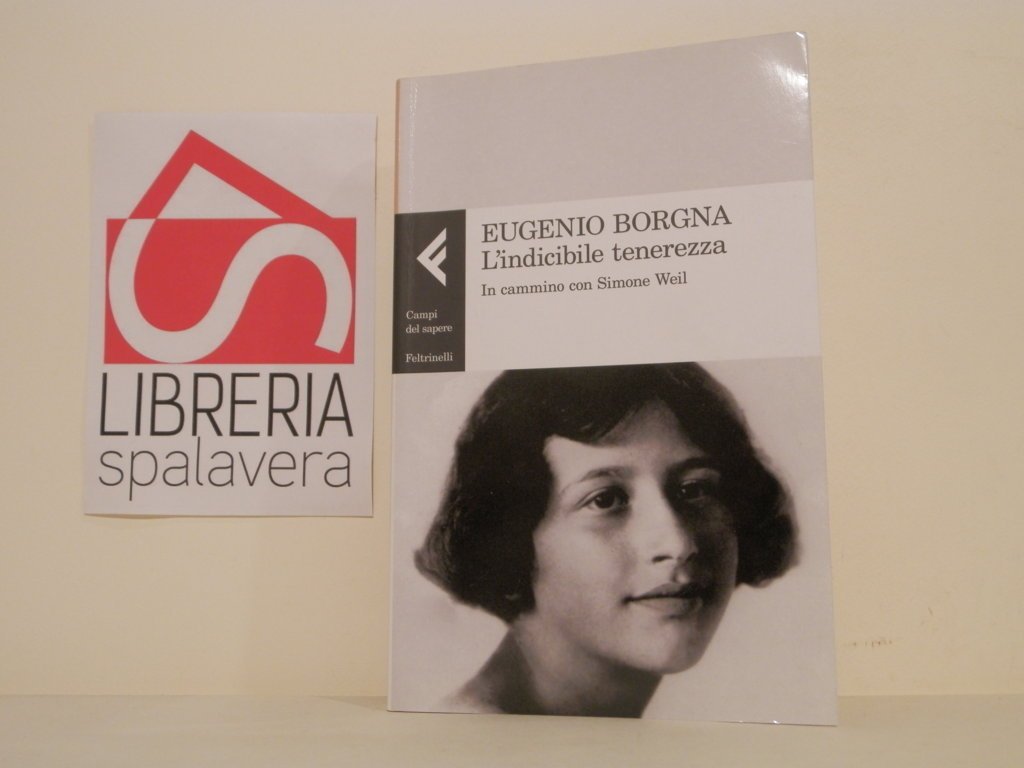 LIBRERIA
spalavera
EUGENIO BORGNA
L'indicibile tenerezza
In cammino con Simone Weil
Campi
del sapere
Feltrinelli